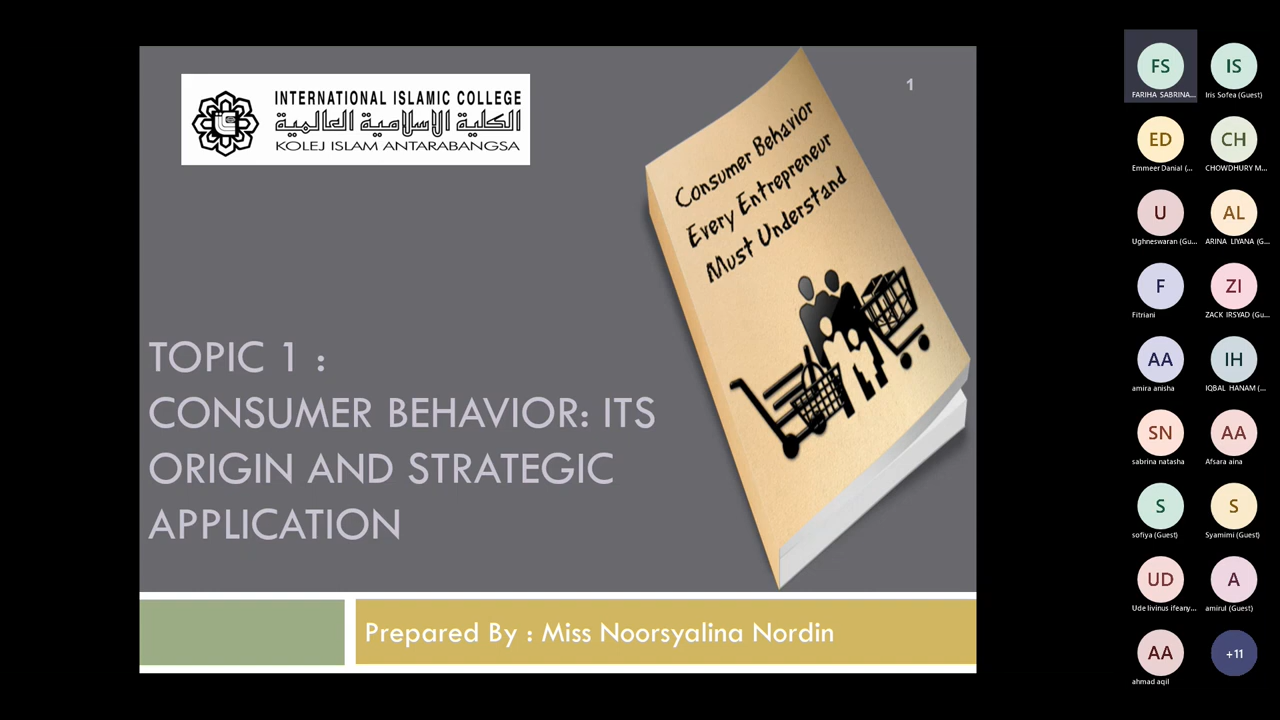 INTERNATIONAL ISLAMIC COLLEGE
الكلية الإسلامية العالمية
KOLEJ ISLAM ANTARABANGSA
1
Consumer Behavior
Every Entrepreneur
Must Understand
TOPIC 1 :
CONSUMER BEHAVIOR: ITS
ORIGIN AND STRATEGIC
APPLICATION
Prepared By : Miss Noorsyalina Nordin
FS
FARIHA SABRINA...
IS
Iris Sofea (Guest)
ED
Emmeer Danial (...
CH
CHOWDHURY M...
U
Ughneswaran (Gu...
AL
ARINA LIYANA (G...
F
Fitriani
ZI
ZACK IRSYAD (Gu...
AA
amira anisha
IH
IQBAL HANAM (...
SN
sabrina natasha
AA
Afsara aina
S
sofiya (Guest)
S
Syamimi (Guest)
UD
Ude livinus ifeany...
A
amirul (Guest)
AA
ahmad aqil
+11